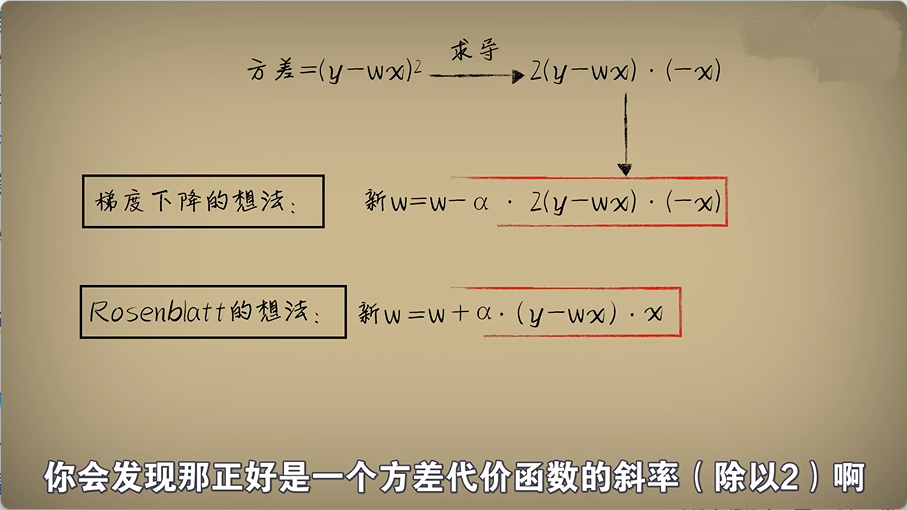 方差=(y-wx)² 求导 2(y-wx)·(-x)
梯度下降的想法： 新w=w-α · 2(y-wx)·(-x)
Rosenblatt的想法： 新w=w+α·(y-wx)·x
你会发现那正好是一个方差代价函数的斜率（除以2）啊